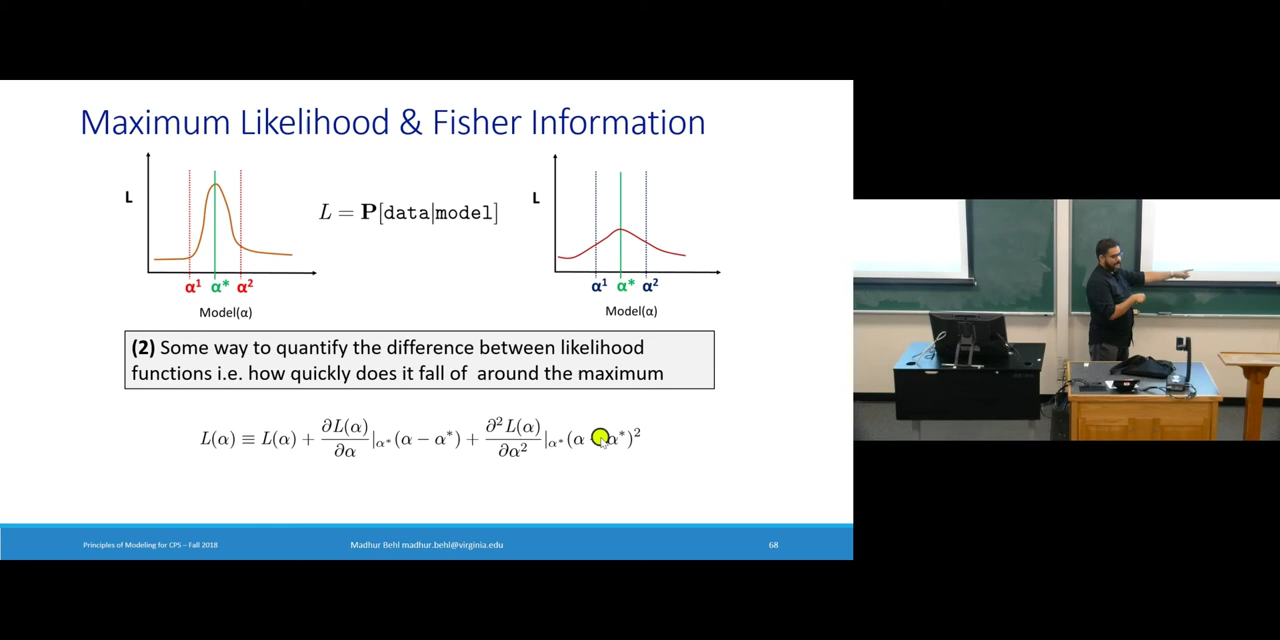 Maximum Likelihood & Fisher Information
L
L = P[data|model]
L
α¹ α* α²
α¹ α* α²
Model(α)
Model(α)
(2) Some way to quantify the difference between likelihood
functions i.e. how quickly does it fall of around the maximum
L(α) ≡ L(α) + ∂L(α)/∂α |α* (α − α*) + ∂²L(α)/∂α² |α* (α α*)²
Principles of Modeling for CPS – Fall 2018
Madhur Behl madhur.behl@virginia.edu
68